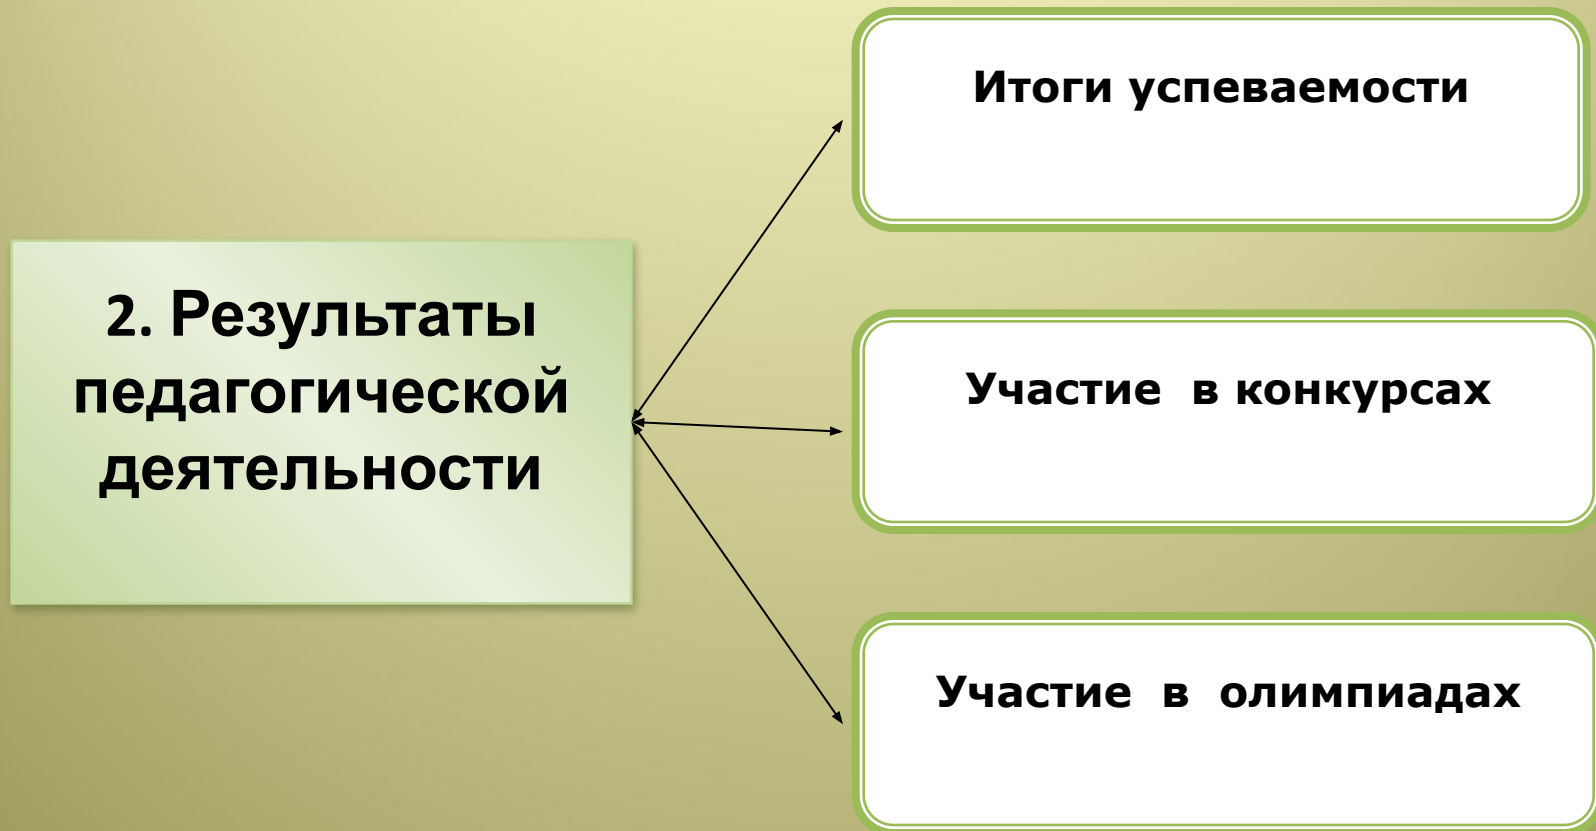 Итоги успеваемости
2. Результаты
педагогической
деятельности
Участие в конкурсах
Участие в олимпиадах